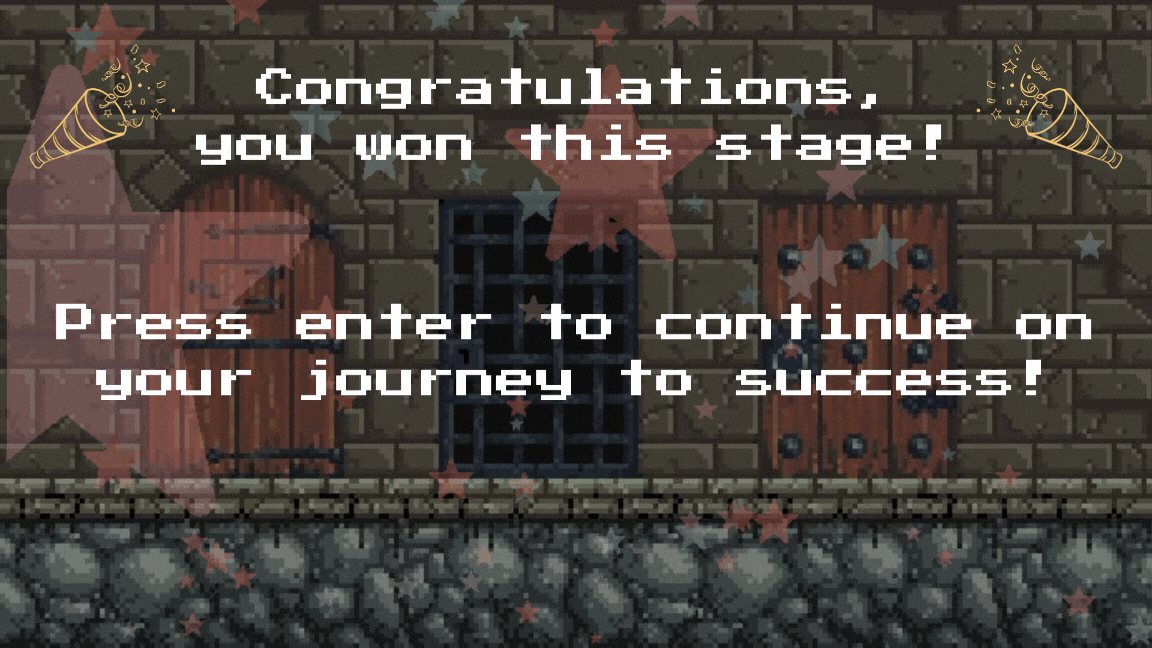 Congratulations,
you won this stage!
Press enter to continue on
your journey to success!